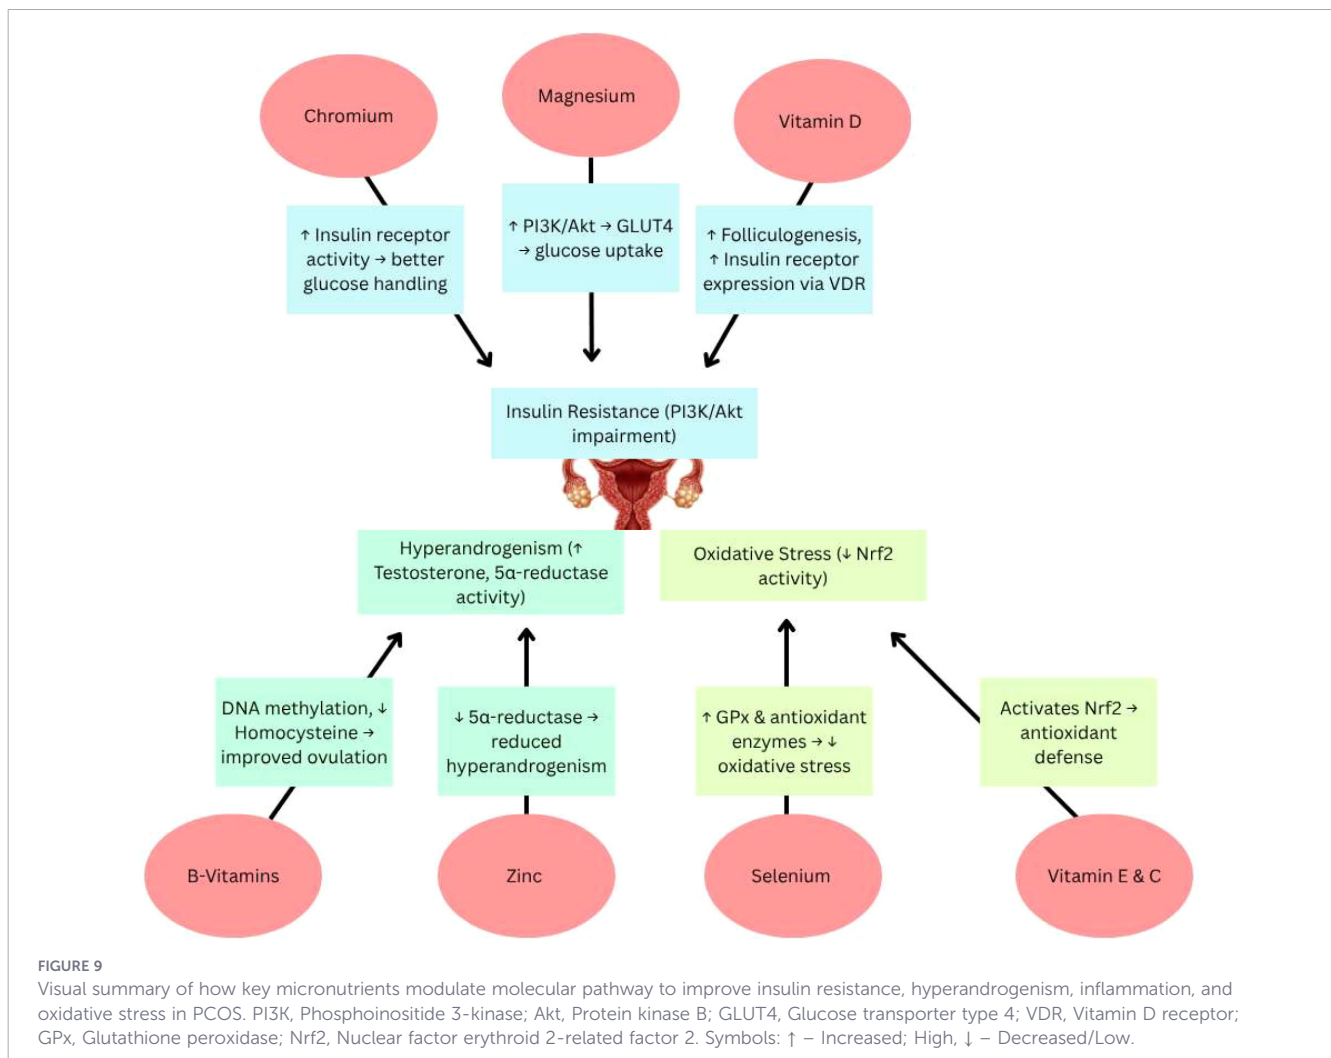 Chromium
Magnesium
Vitamin D
↑ Insulin receptor
activity → better
glucose handling
↑ PI3K/Akt → GLUT4
→ glucose uptake
↑ Folliculogenesis,
↑ Insulin receptor
expression via VDR
Insulin Resistance (PI3K/Akt
impairment)
Hyperandrogenism (↑
Testosterone, 5α-reductase
activity)
Oxidative Stress (↓ Nrf2
activity)
DNA methylation, ↓
Homocysteine →
improved ovulation
↓ 5α-reductase →
reduced
hyperandrogenism
↑ GPx & antioxidant
enzymes → ↓
oxidative stress
Activates Nrf2 →
antioxidant
defense
B-Vitamins
Zinc
Selenium
Vitamin E & C
FIGURE 9
Visual summary of how key micronutrients modulate molecular pathway to improve insulin resistance, hyperandrogenism, inflammation, and
oxidative stress in PCOS. PI3K, Phosphoinositide 3-kinase; Akt, Protein kinase B; GLUT4, Glucose transporter type 4; VDR, Vitamin D receptor;
GPx, Glutathione peroxidase; Nrf2, Nuclear factor erythroid 2-related factor 2. Symbols: ↑ – Increased; High, ↓ – Decreased/Low.